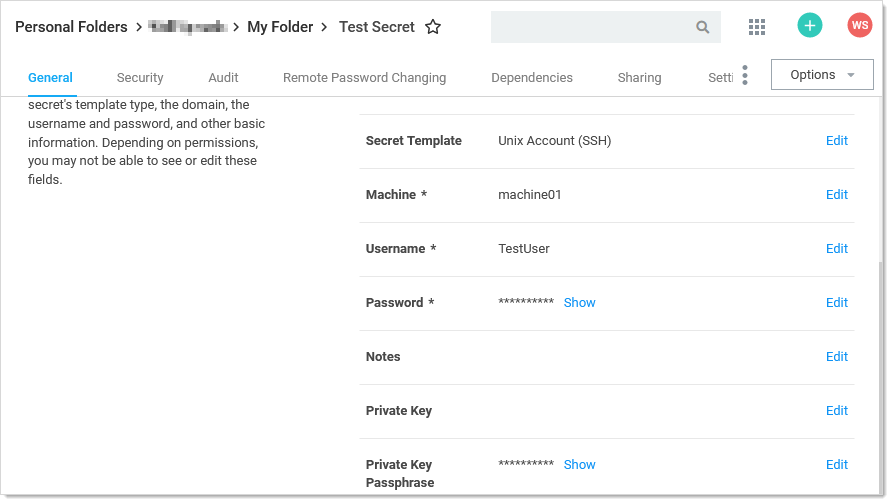 Personal Folders > > My Folder > Test Secret
WS
General Security Audit Remote Password Changing Dependencies Sharing Setti
Options
secret's template type, the domain, the
username and password, and other basic
information. Depending on permissions,
you may not be able to see or edit these
fields.
Secret Template Unix Account (SSH) Edit
Machine * machine01 Edit
Username * TestUser Edit
Password * ********** Show Edit
Notes Edit
Private Key Edit
Private Key ********** Show Edit
Passphrase